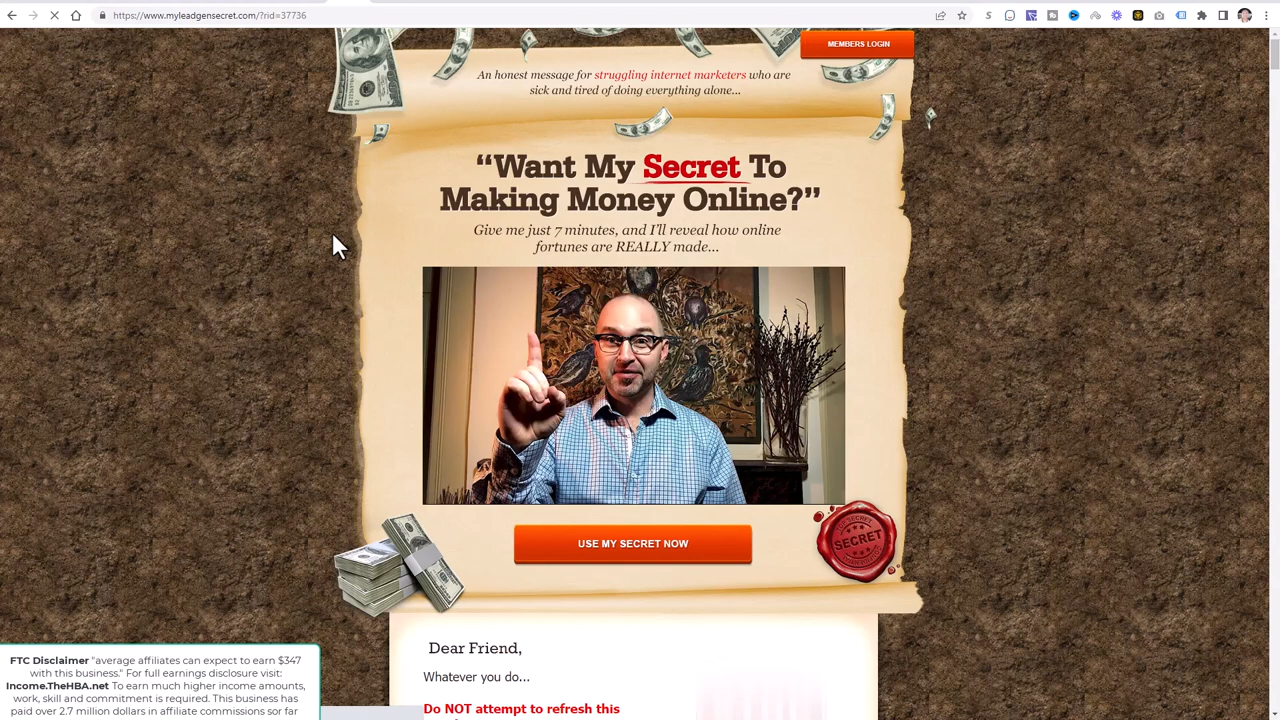 https://www.myleadgensecret.com/?rid=37736
MEMBERS LOGIN
An honest message for struggling internet marketers who are
sick and tired of doing everything alone...
“Want My Secret To
Making Money Online?”
Give me just 7 minutes, and I'll reveal how online
fortunes are REALLY made...
USE MY SECRET NOW
SECRET
Dear Friend,
Whatever you do...
Do NOT attempt to refresh this
FTC Disclaimer "average affiliates can expect to earn $347
with this business." For full earnings disclosure visit:
Income.TheHBA.net To earn much higher income amounts,
work, skill and commitment is required. This business has
paid over 2.7 million dollars in affiliate commissions sor far